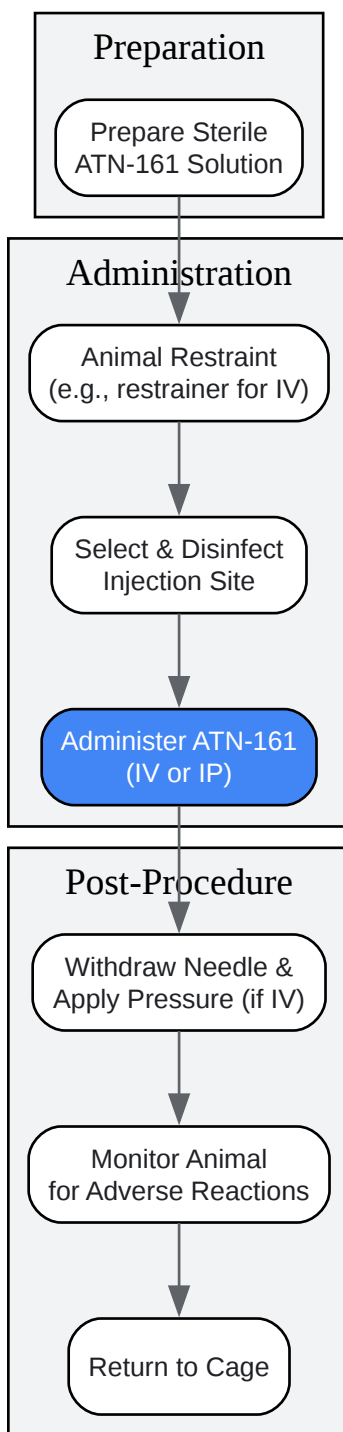 Preparation
Prepare Sterile
ATN-161 Solution
Administration
Animal Restraint
(e.g., restrainer for IV)
Select & Disinfect
Injection Site
Administer ATN-161
(IV or IP)
Post-Procedure
Withdraw Needle &
Apply Pressure (if IV)
Monitor Animal
for Adverse Reactions
Return to Cage